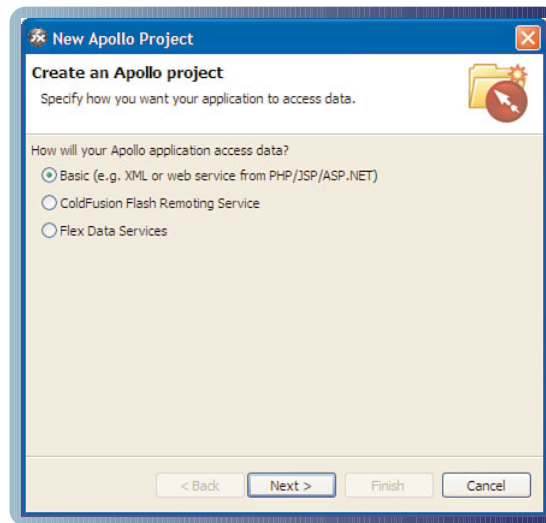 New Apollo Project
Create an Apollo project
Specify how you want your application to access data.
How will your Apollo application access data?
Basic (e.g. XML or web service from PHP/JSP/ASP.NET)
ColdFusion Flash Remoting Service
Flex Data Services
< Back
Next >
Finish
Cancel